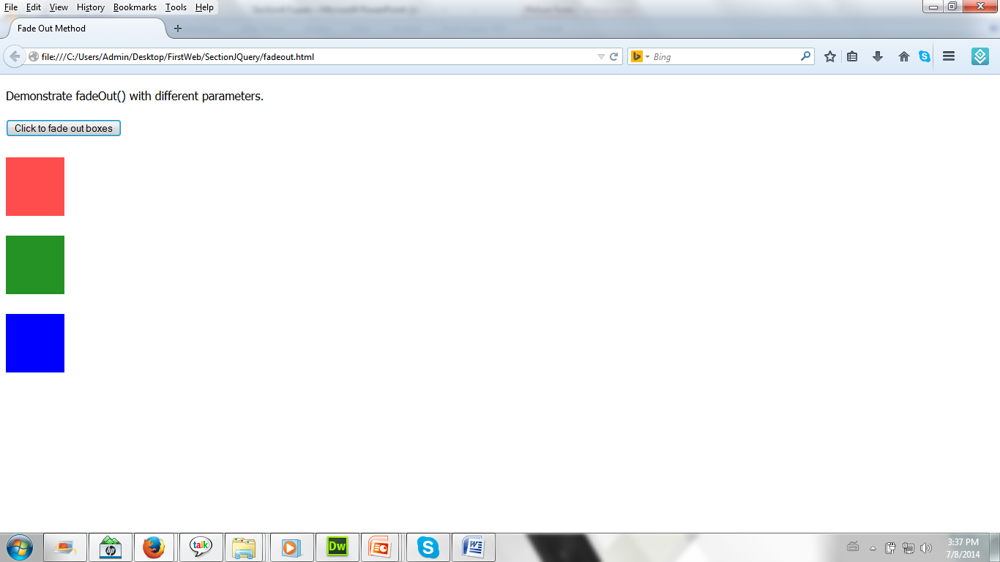 File Edit View History Bookmarks Tools Help
Fade Out Method
file:///C:/Users/Admin/Desktop/FirstWeb/SectionJQuery/fadeout.html
Bing
Demonstrate fadeOut() with different parameters.
Click to fade out boxes
hp
talk
Dw
3:37 PM
7/8/2014